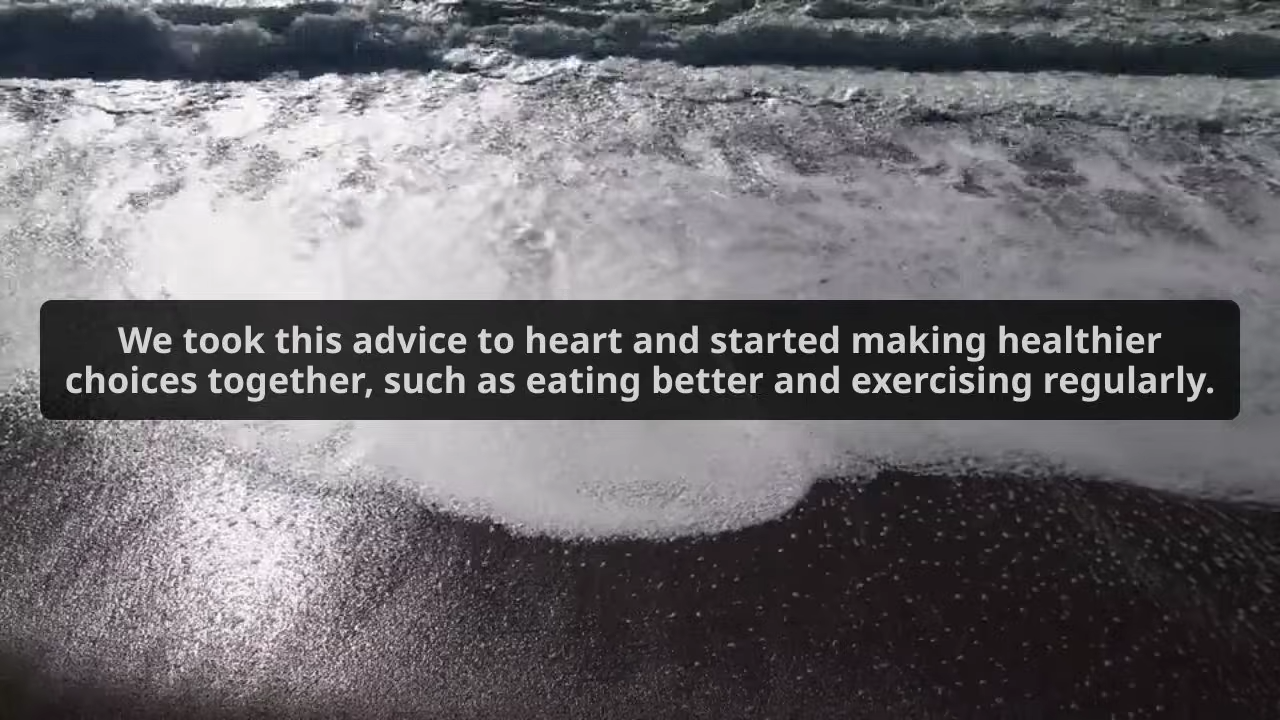 We took this advice to heart and started making healthier
choices together, such as eating better and exercising regularly.